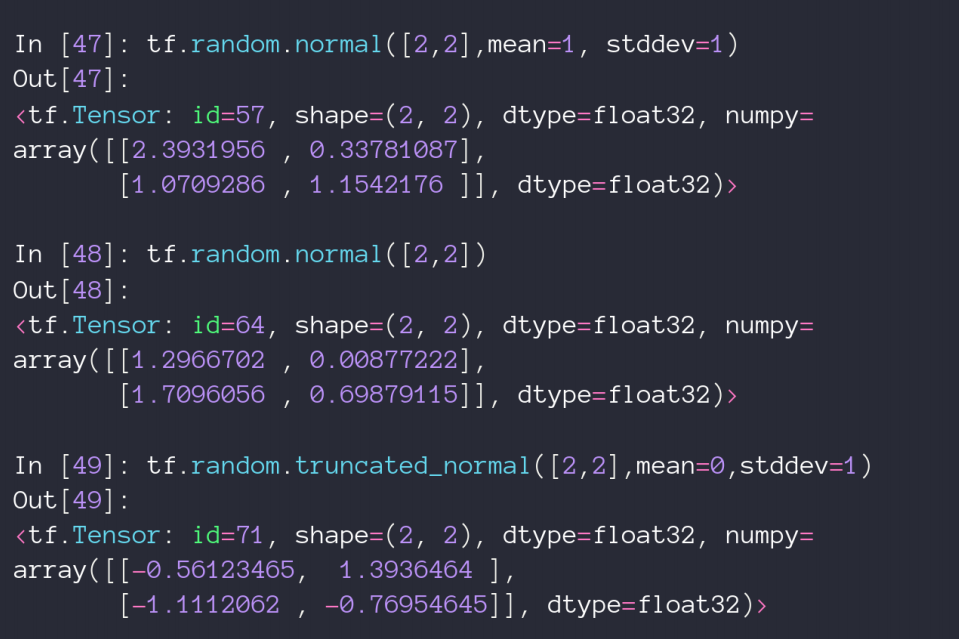 In [47]: tf.random.normal([2,2],mean=1, stddev=1)
Out[47]:
<tf.Tensor: id=57, shape=(2, 2), dtype=float32, numpy=
array([[2.3931956 , 0.33781087],
       [1.0709286 , 1.1542176 ]], dtype=float32)>

In [48]: tf.random.normal([2,2])
Out[48]:
<tf.Tensor: id=64, shape=(2, 2), dtype=float32, numpy=
array([[1.2966702 , 0.00877222],
       [1.7096056 , 0.69879115]], dtype=float32)>

In [49]: tf.random.truncated_normal([2,2],mean=0,stddev=1)
Out[49]:
<tf.Tensor: id=71, shape=(2, 2), dtype=float32, numpy=
array([[-0.56123465,  1.3936464 ],
       [-1.1112062 , -0.76954645]], dtype=float32)>